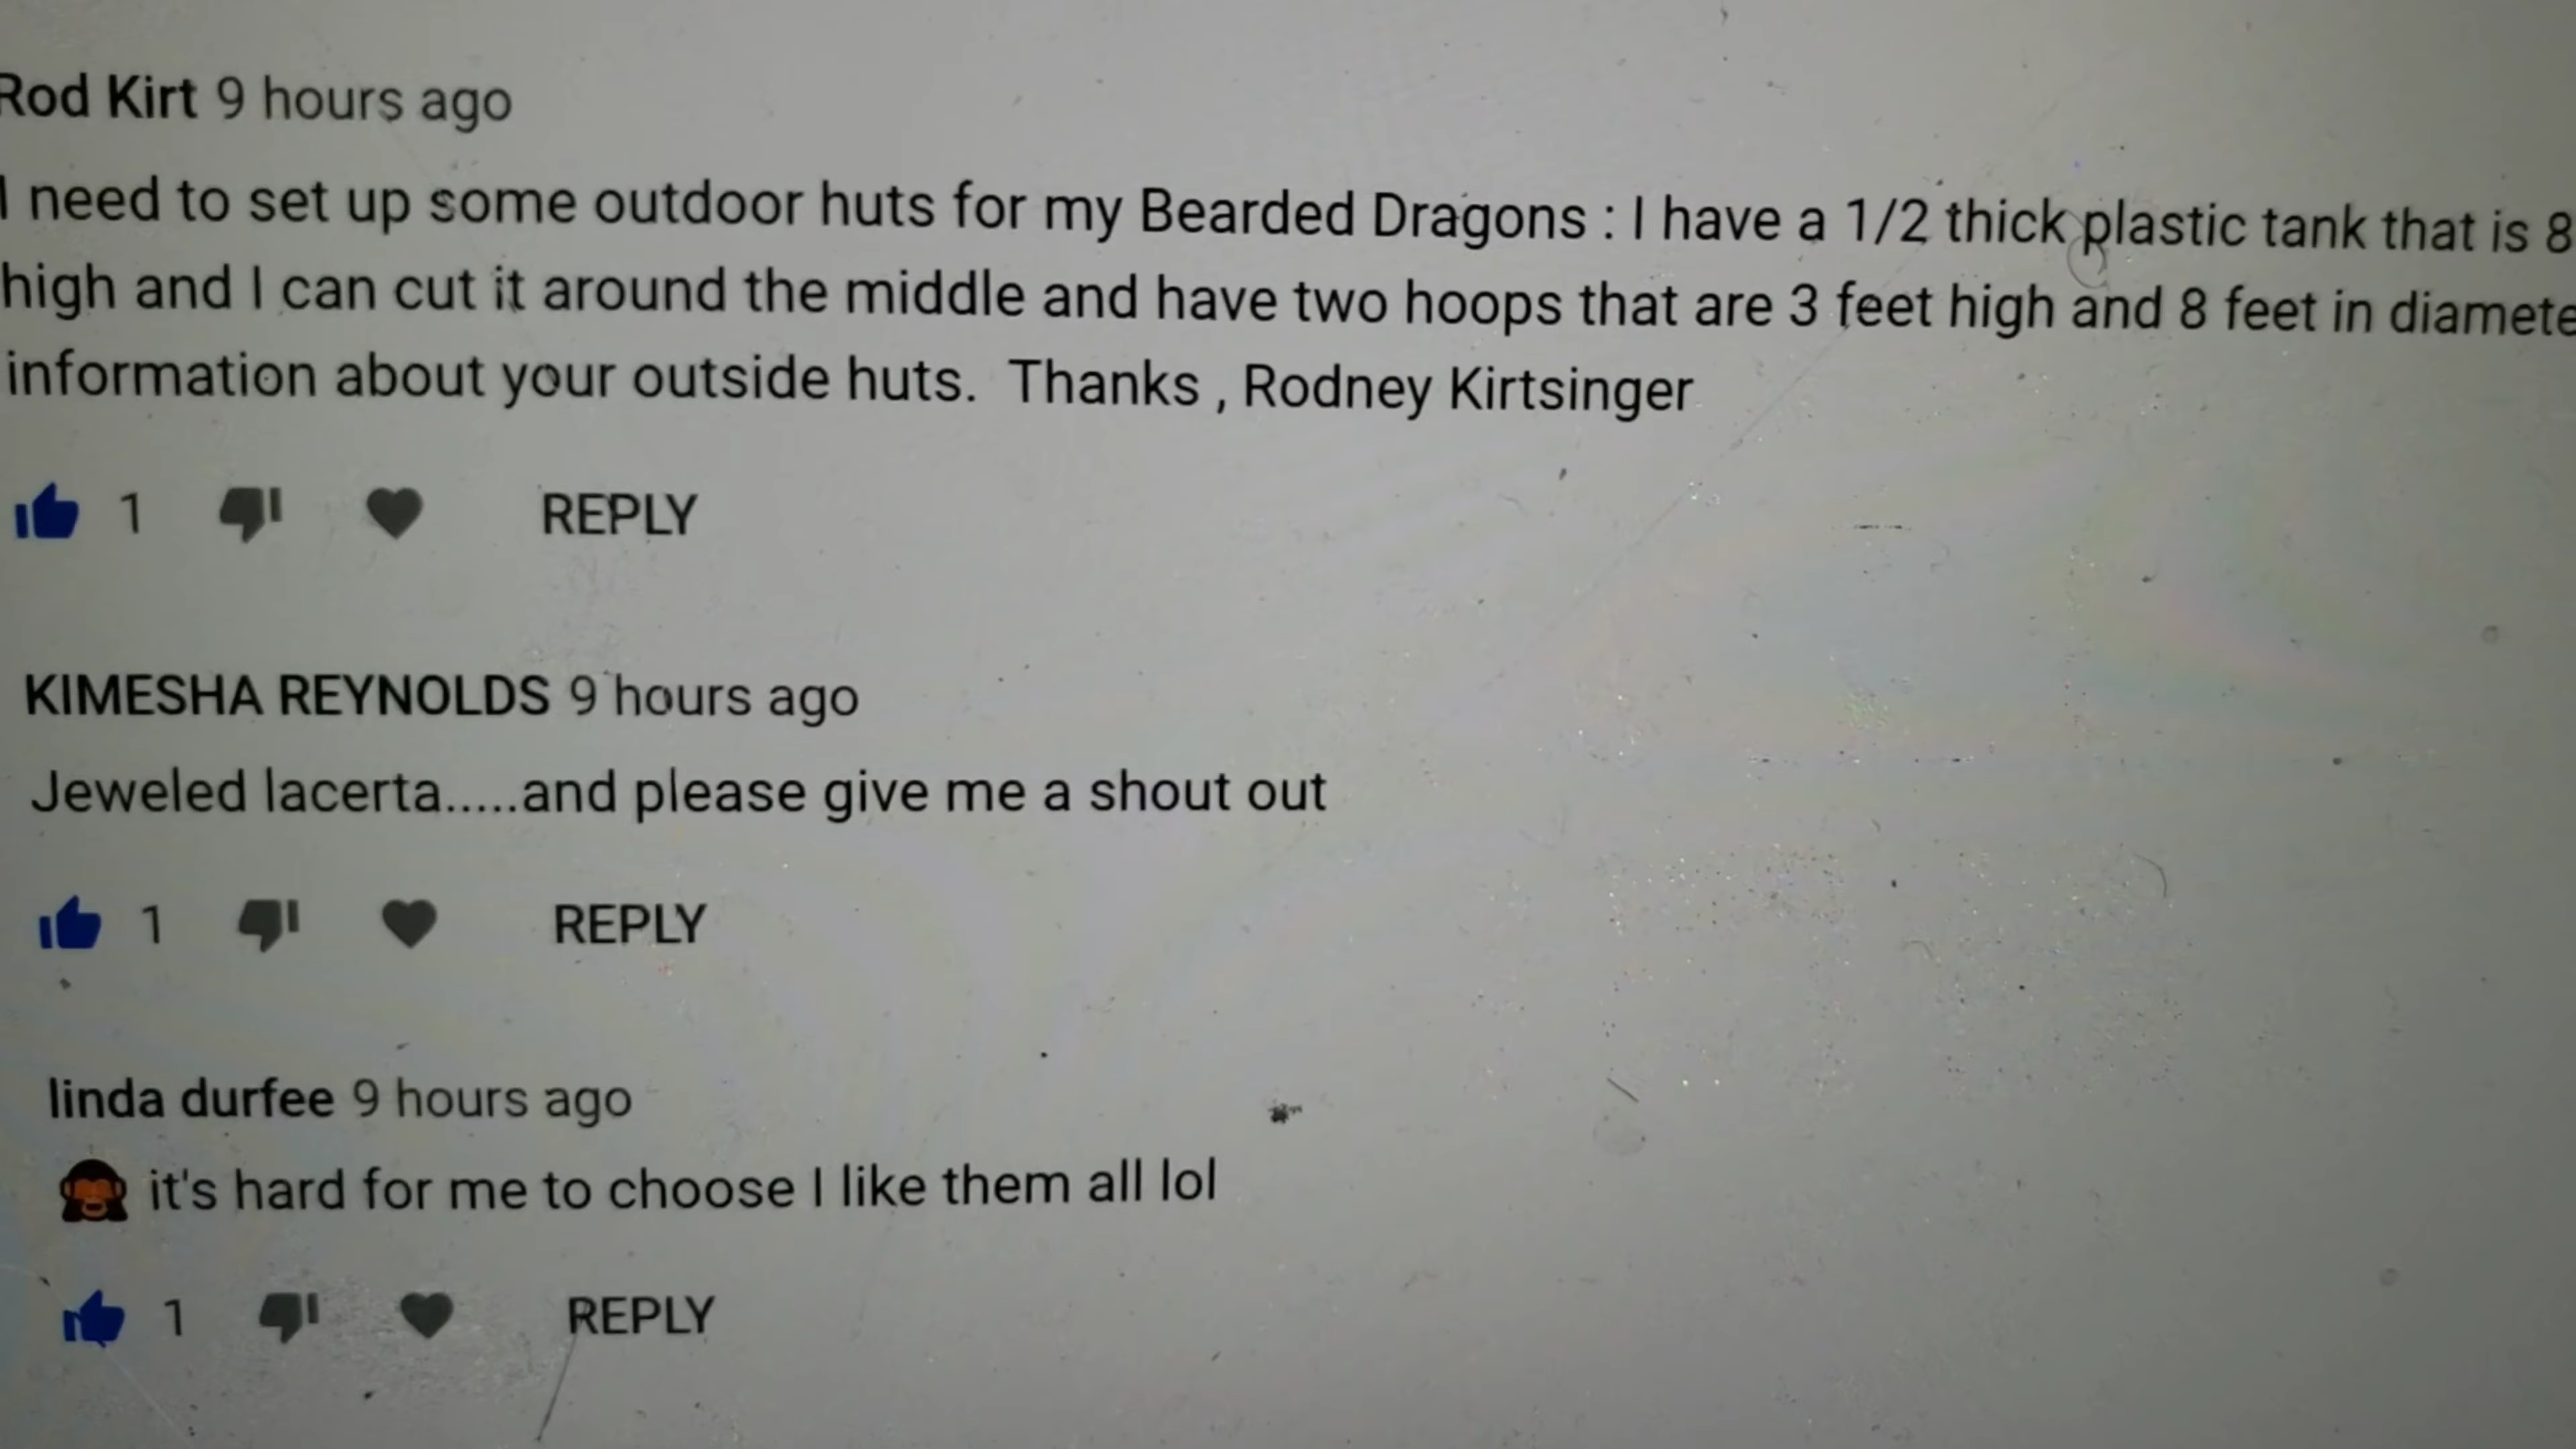 Rod Kirt 9 hours ago
I need to set up some outdoor huts for my Bearded Dragons : I have a 1/2 thick plastic tank that is 8
high and I can cut it around the middle and have two hoops that are 3 feet high and 8 feet in diamete
information about your outside huts.  Thanks , Rodney Kirtsinger
1 REPLY
KIMESHA REYNOLDS 9 hours ago
Jeweled lacerta.....and please give me a shout out
1 REPLY
linda durfee 9 hours ago
🙉 it's hard for me to choose I like them all lol
1 REPLY